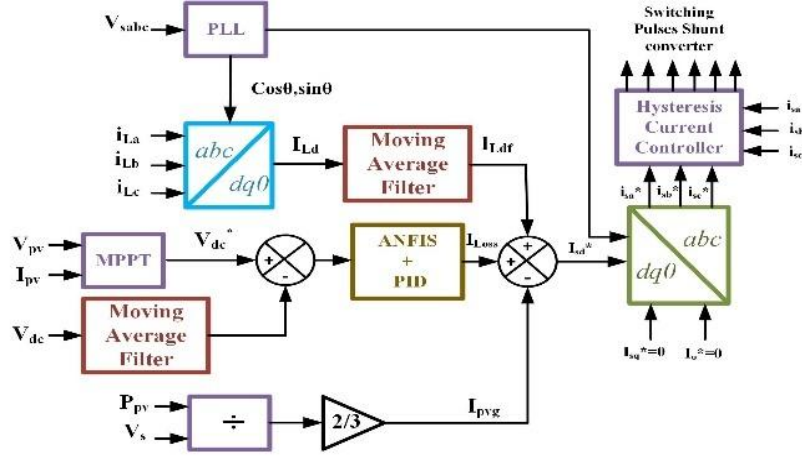 Switching
Pulses Shunt
converter
Vsabc
PLL
Cosθ,sinθ
Hysteresis
Current
Controller
isa
isb
isc
iLa
iLb
iLc
abc
dq0
ILd
Moving
Average
Filter
ILdf
isa*
isb*
isc*
Vpv
Ipv
MPPT
Vdc*
+
-
ANFIS
+
PID
ILoss
+
+
-
Isd*
abc
dq0
Vdc
Moving
Average
Filter
Isq*=0
Io*=0
Ppv
Vs
÷
2/3
Ipvg